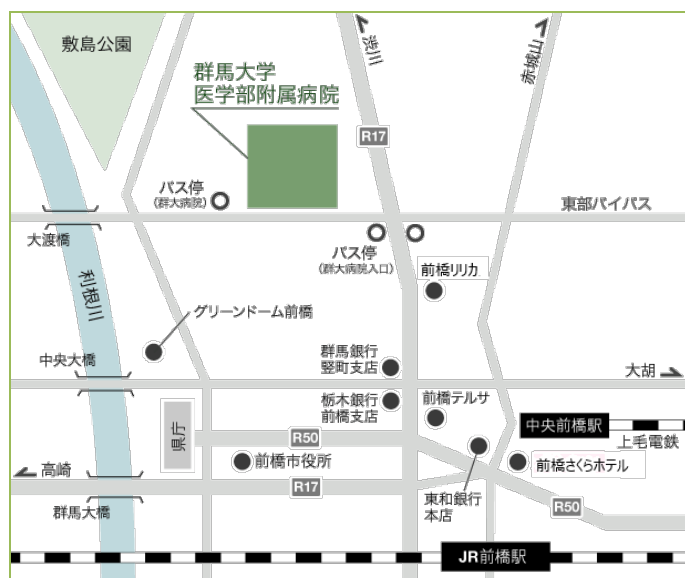 敷島公園
渋川
赤城山
群馬大学
医学部附属病院
R17
バス停
(群大病院)
東部バイパス
大渡橋
バス停
(群大病院入口)
前橋リリカ
利根川
グリーンドーム前橋
群馬銀行
竪町支店
中央大橋
大胡
栃木銀行
前橋支店
前橋テルサ
中央前橋駅
県庁
R50
上毛電鉄
前橋市役所
前橋さくらホテル
高崎
R17
東和銀行
本店
群馬大橋
R50
JR前橋駅